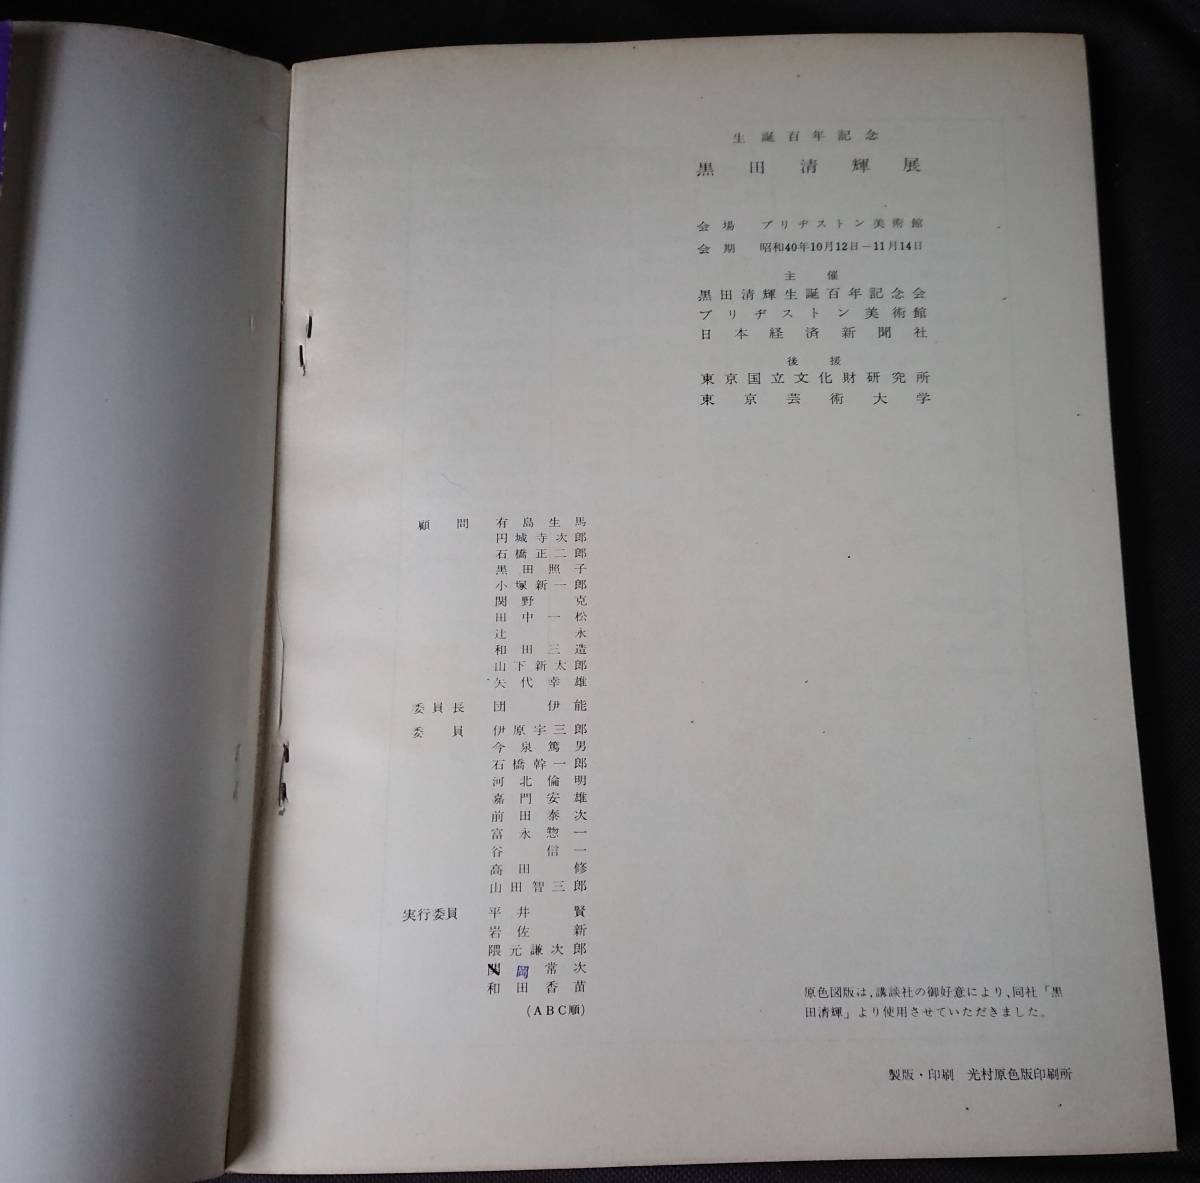 生誕百年記念
黒田清輝展
会場 ブリヂストン美術館
会期 昭和40年10月12日－11月14日
主催
黒田清輝生誕百年記念会
ブリヂストン美術館
日本経済新聞社
後援
東京国立文化財研究所
東京芸術大学
顧問 有島生馬
円城寺次郎
石橋正二郎
黒田照子
小塚新一郎
関野克
田中一松
辻永
和田三造
山下新太郎
矢代幸雄
委員長 団伊能
委員 伊原宇三郎
今泉篤男
石橋幹一郎
河北倫明
嘉門安雄
前田泰次
富永惣一
谷信一
高田修
山田智三郎
実行委員 平井賢
岩佐新
隈元謙次郎
岡常次
和田香苗
(ABC順)
原色図版は,講談社の御好意により,同社「黒
田清輝」より使用させていただきました。
製版・印刷 光村原色版印刷所